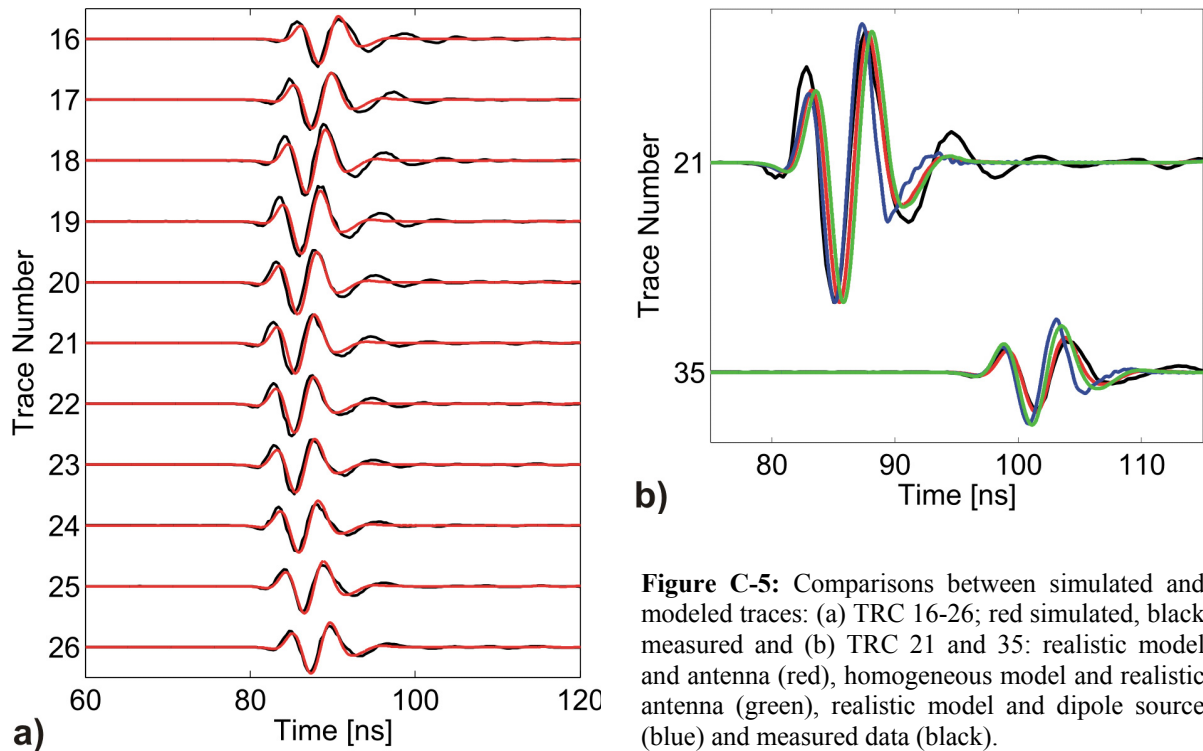 16
17
18
19
20
21
22
23
24
25
26
Trace Number
60
80
100
120
Time [ns]
a)
21
35
Trace Number
80
90
100
110
Time [ns]
b)
Figure C-5: Comparisons between simulated and
modeled traces: (a) TRC 16-26; red simulated, black
measured and (b) TRC 21 and 35: realistic model
and antenna (red), homogeneous model and realistic
antenna (green), realistic model and dipole source
(blue) and measured data (black).